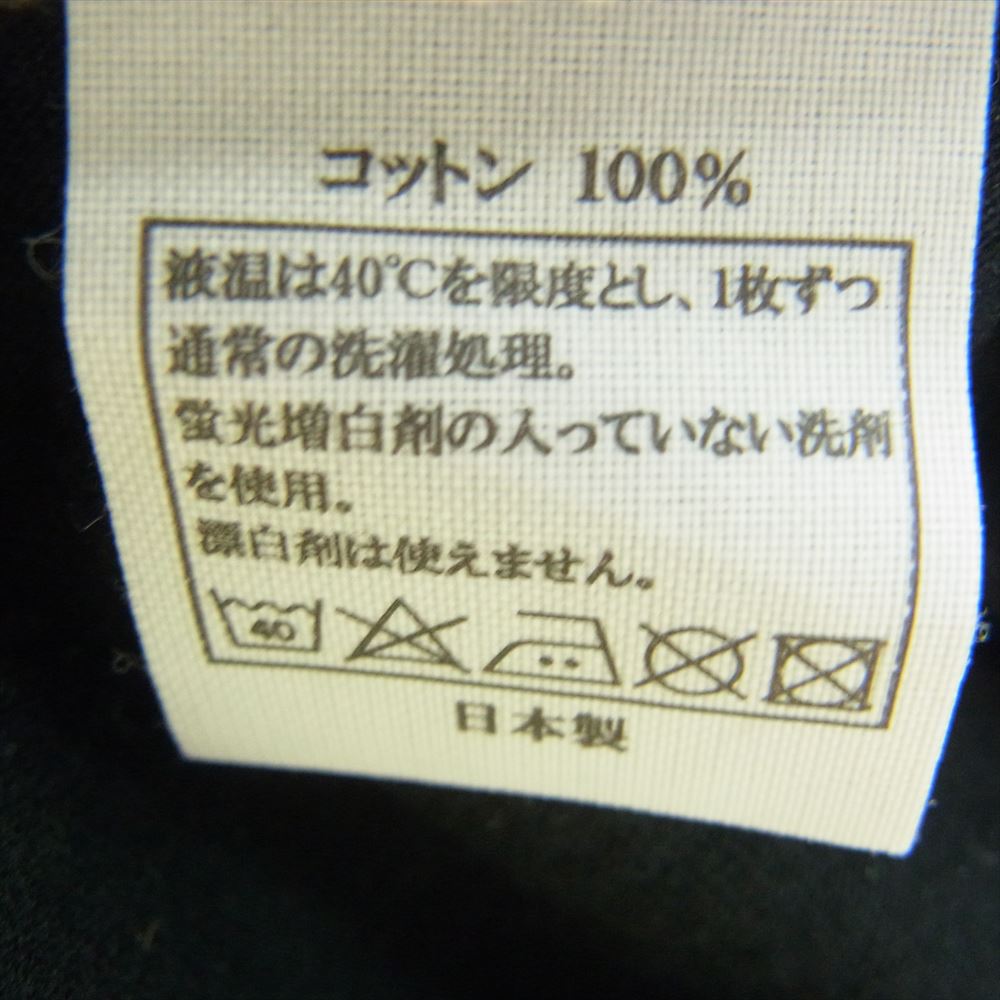 コットン 100%
液温は40℃を限度とし、1枚ずつ
通常の洗濯処理。
蛍光増白剤の入っていない洗剤
を使用。
漂白剤は使えません。
40
日本製